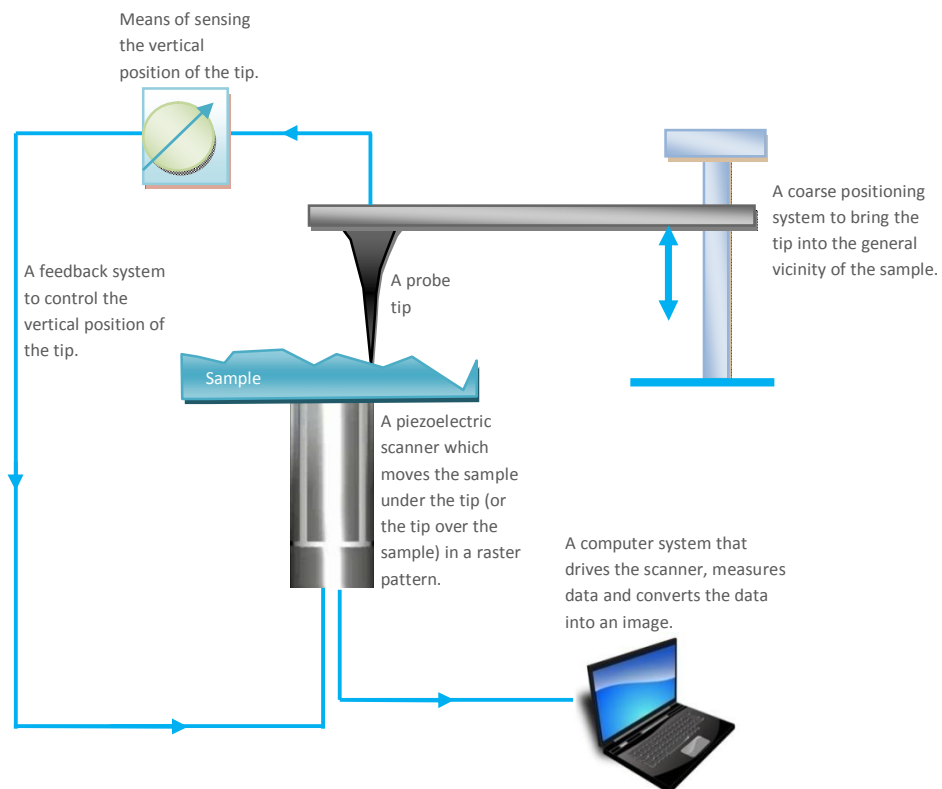 Means of sensing
the vertical
position of the tip.
A coarse positioning
system to bring the
tip into the general
vicinity of the sample.
A feedback system
to control the
vertical position of
the tip.
A probe
tip
Sample
A piezoelectric
scanner which
moves the sample
under the tip (or
the tip over the
sample) in a raster
pattern.
A computer system that
drives the scanner, measures
data and converts the data
into an image.